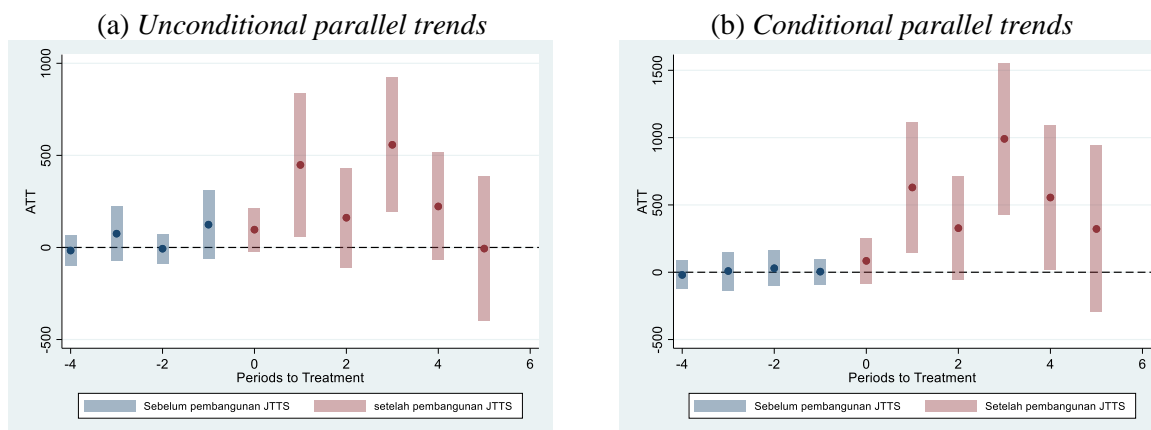 (a) Unconditional parallel trends
1000
500
0
-500
ATT
-4 -2 0 2 4 6
Periods to Treatment
Sebelum pembangunan JTTS setelah pembangunan JTTS
(b) Conditional parallel trends
1500
1000
500
0
-500
ATT
-4 -2 0 2 4 6
Periods to Treatment
Sebelum pembangunan JTTS Setelah pembangunan JTTS